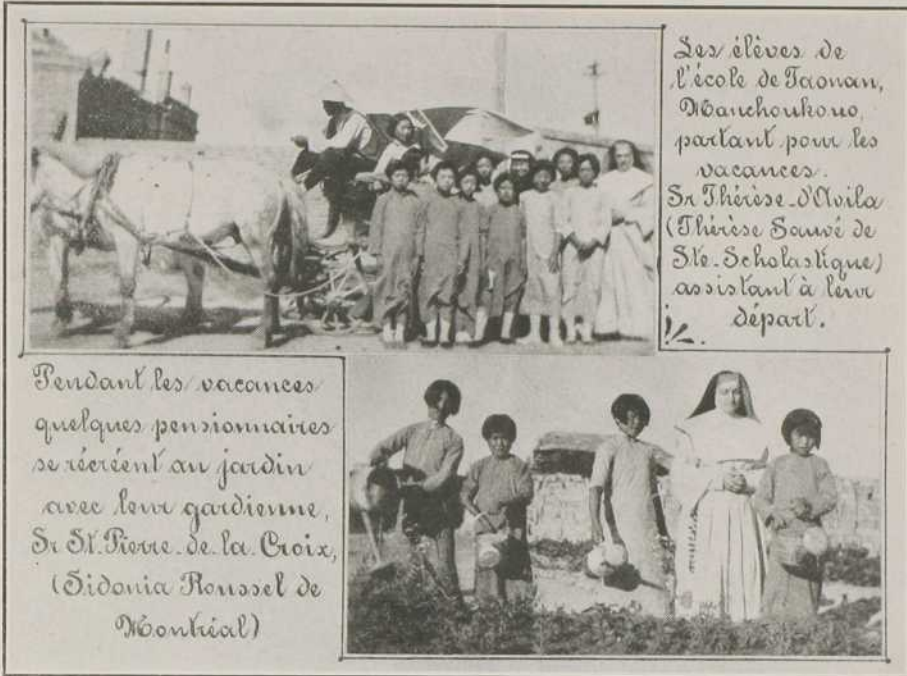 Les élèves de
l'école de Taonan,
Manchoukouo,
partant pour les
vacances.
Sr Thérèse-d'Avila
(Thérèse Sauvé de
Ste-Scholastique)
assistant à leur
départ.
Pendant les vacances
quelques pensionnaires
se récréent au jardin
avec leur gardienne,
Sr St. Pierre-de-la Croix,
(Sidonia Roussel de
Montréal)